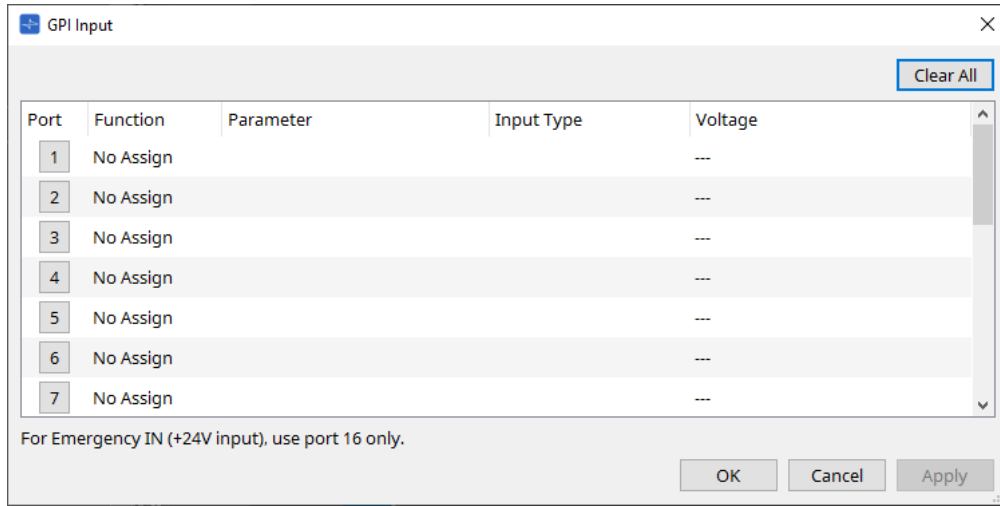 GPI Input
Clear All
Port Function Parameter Input Type Voltage
1 No Assign ---
2 No Assign ---
3 No Assign ---
4 No Assign ---
5 No Assign ---
6 No Assign ---
7 No Assign ---
For Emergency IN (+24V input), use port 16 only.
OK Cancel Apply